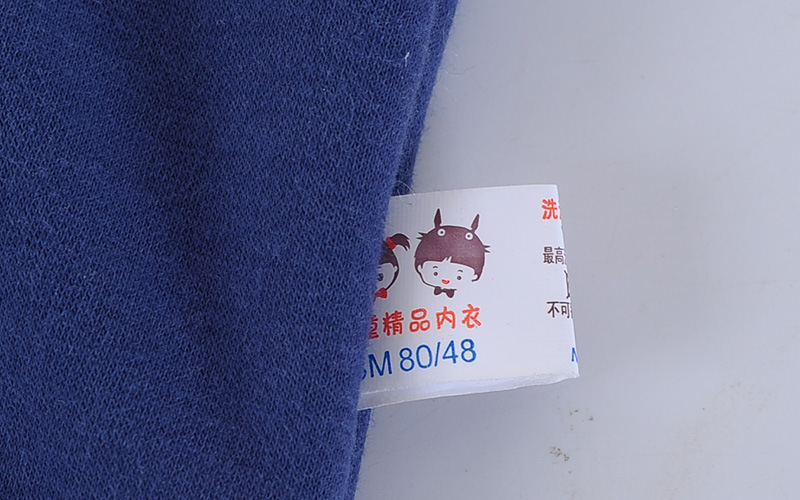 童精品内衣
M 80/48
洗
最高
不可